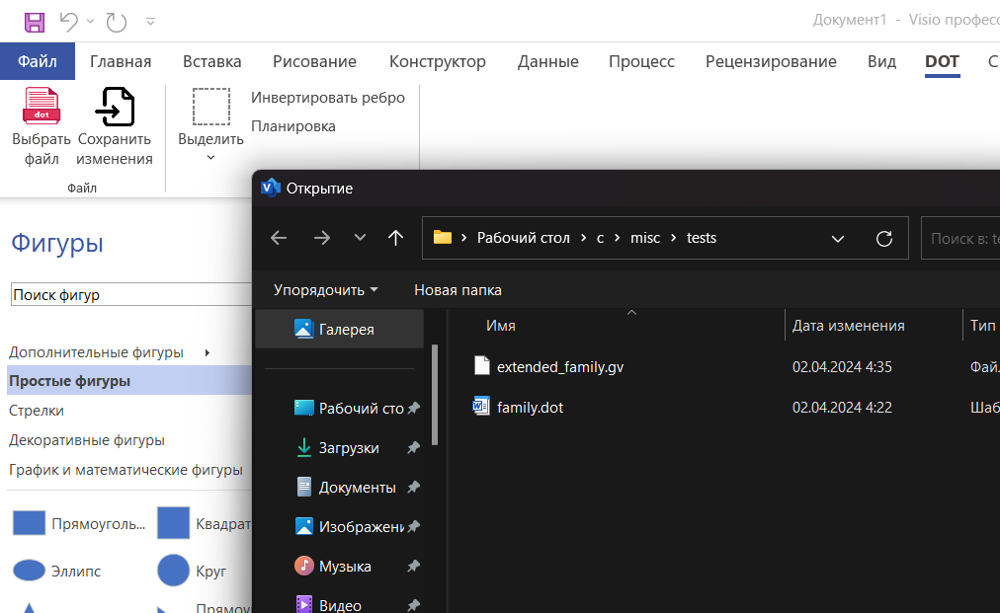 Документ1 - Visio професс
Файл Главная Вставка Рисование Конструктор Данные Процесс Рецензирование Вид DOT С
dot
Выбрать файл
Сохранить изменения
Выделить
Инвертировать ребро
Планировка
Файл
Фигуры
Поиск фигур
Дополнительные фигуры
Простые фигуры
Стрелки
Декоративные фигуры
График и математические фигуры
Прямоуголь... Квадрат
Эллипс Круг
Прямоу
Открытие
Рабочий стол > c > misc > tests
Поиск в: te
Упорядочить Новая папка
Галерея
Рабочий сто
Загрузки
Документы
Изображени
Музыка
Видео
Имя Дата изменения Тип
extended_family.gv 02.04.2024 4:35 Файл
family.dot 02.04.2024 4:22 Шаб